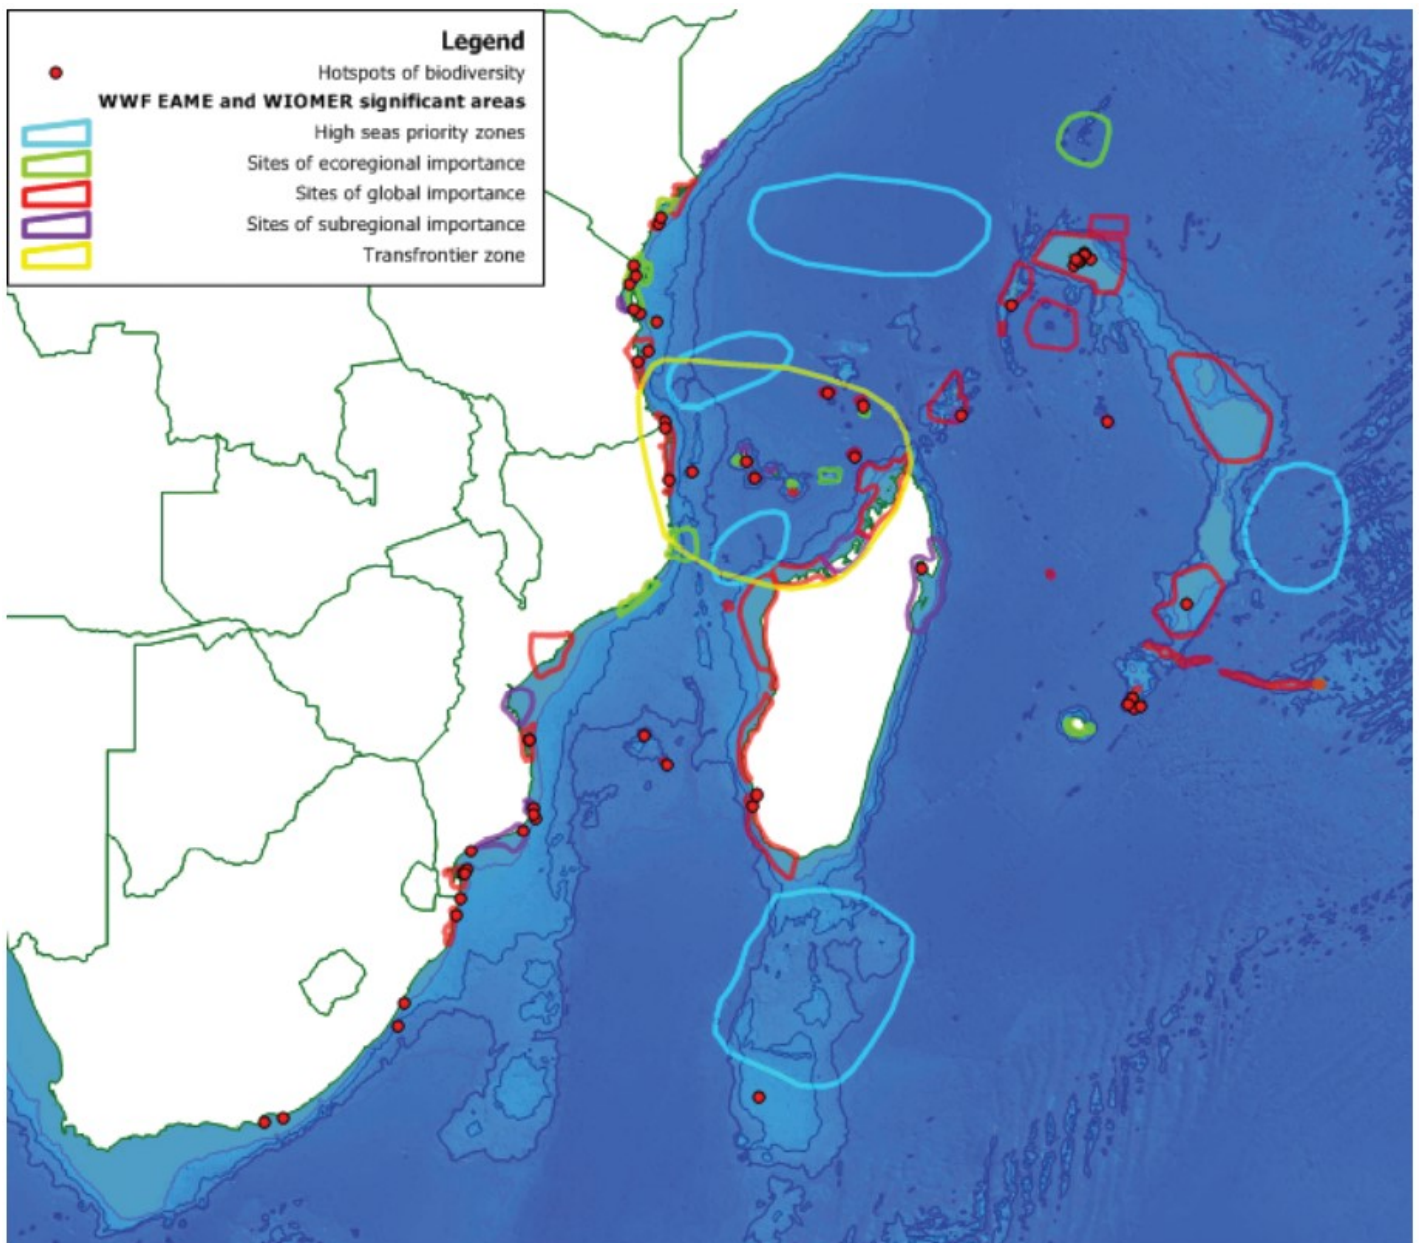 Legend
Hotspots of biodiversity
WWF EAME and WIOMER significant areas
High seas priority zones
Sites of ecoregional importance
Sites of global importance
Sites of subregional importance
Transfrontier zone